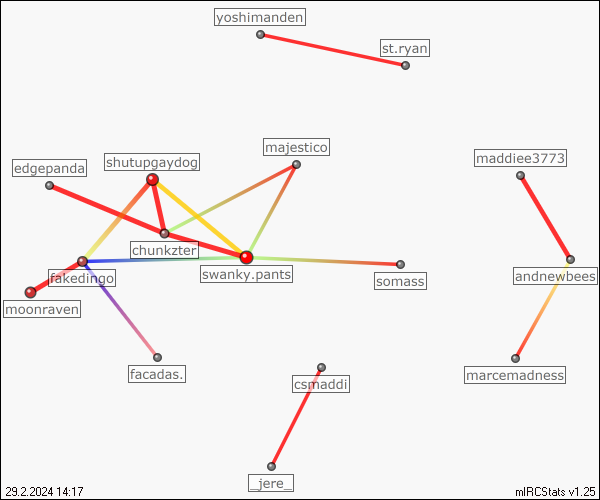 yoshimanden
st.ryan
majestico
shutupgaydog
maddiee3773
edgepanda
chunkzter
swanky.pants
fakedingo
andnewbees
somass
moonraven
facadas.
marcemadness
csmaddi
_jere_
29.2.2024 14:17
mIRCStats v1.25